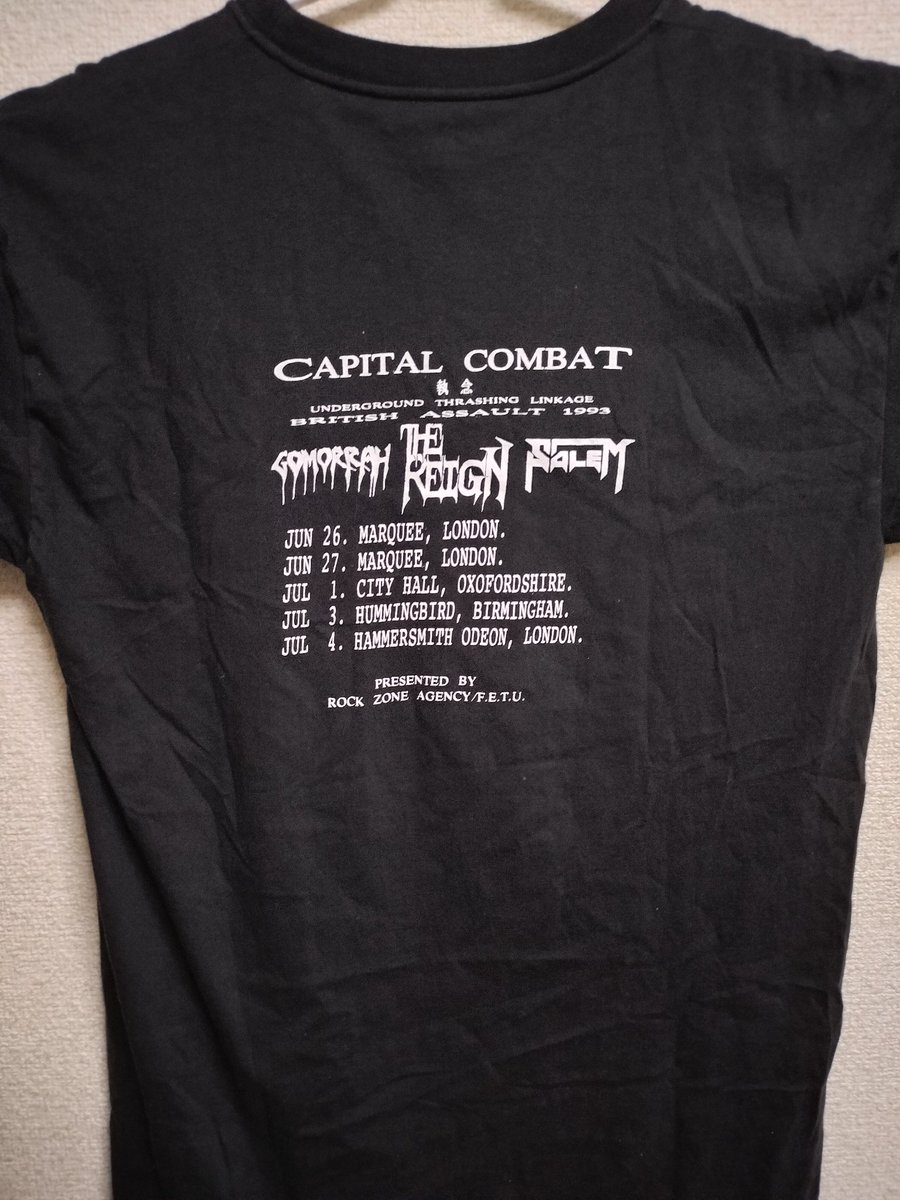 CAPITAL COMBAT
執念
UNDERGROUND THRASHING LINKAGE
BRITISH ASSAULT 1993
GOMORRAH THE REIGN SALEM
JUN 26. MARQUEE, LONDON.
JUN 27. MARQUEE, LONDON.
JUL 1. CITY HALL, OXOFORDSHIRE.
JUL 3. HUMMINGBIRD, BIRMINGHAM.
JUL 4. HAMMERSMITH ODEON, LONDON.
PRESENTED BY
ROCK ZONE AGENCY/F.E.T.U.